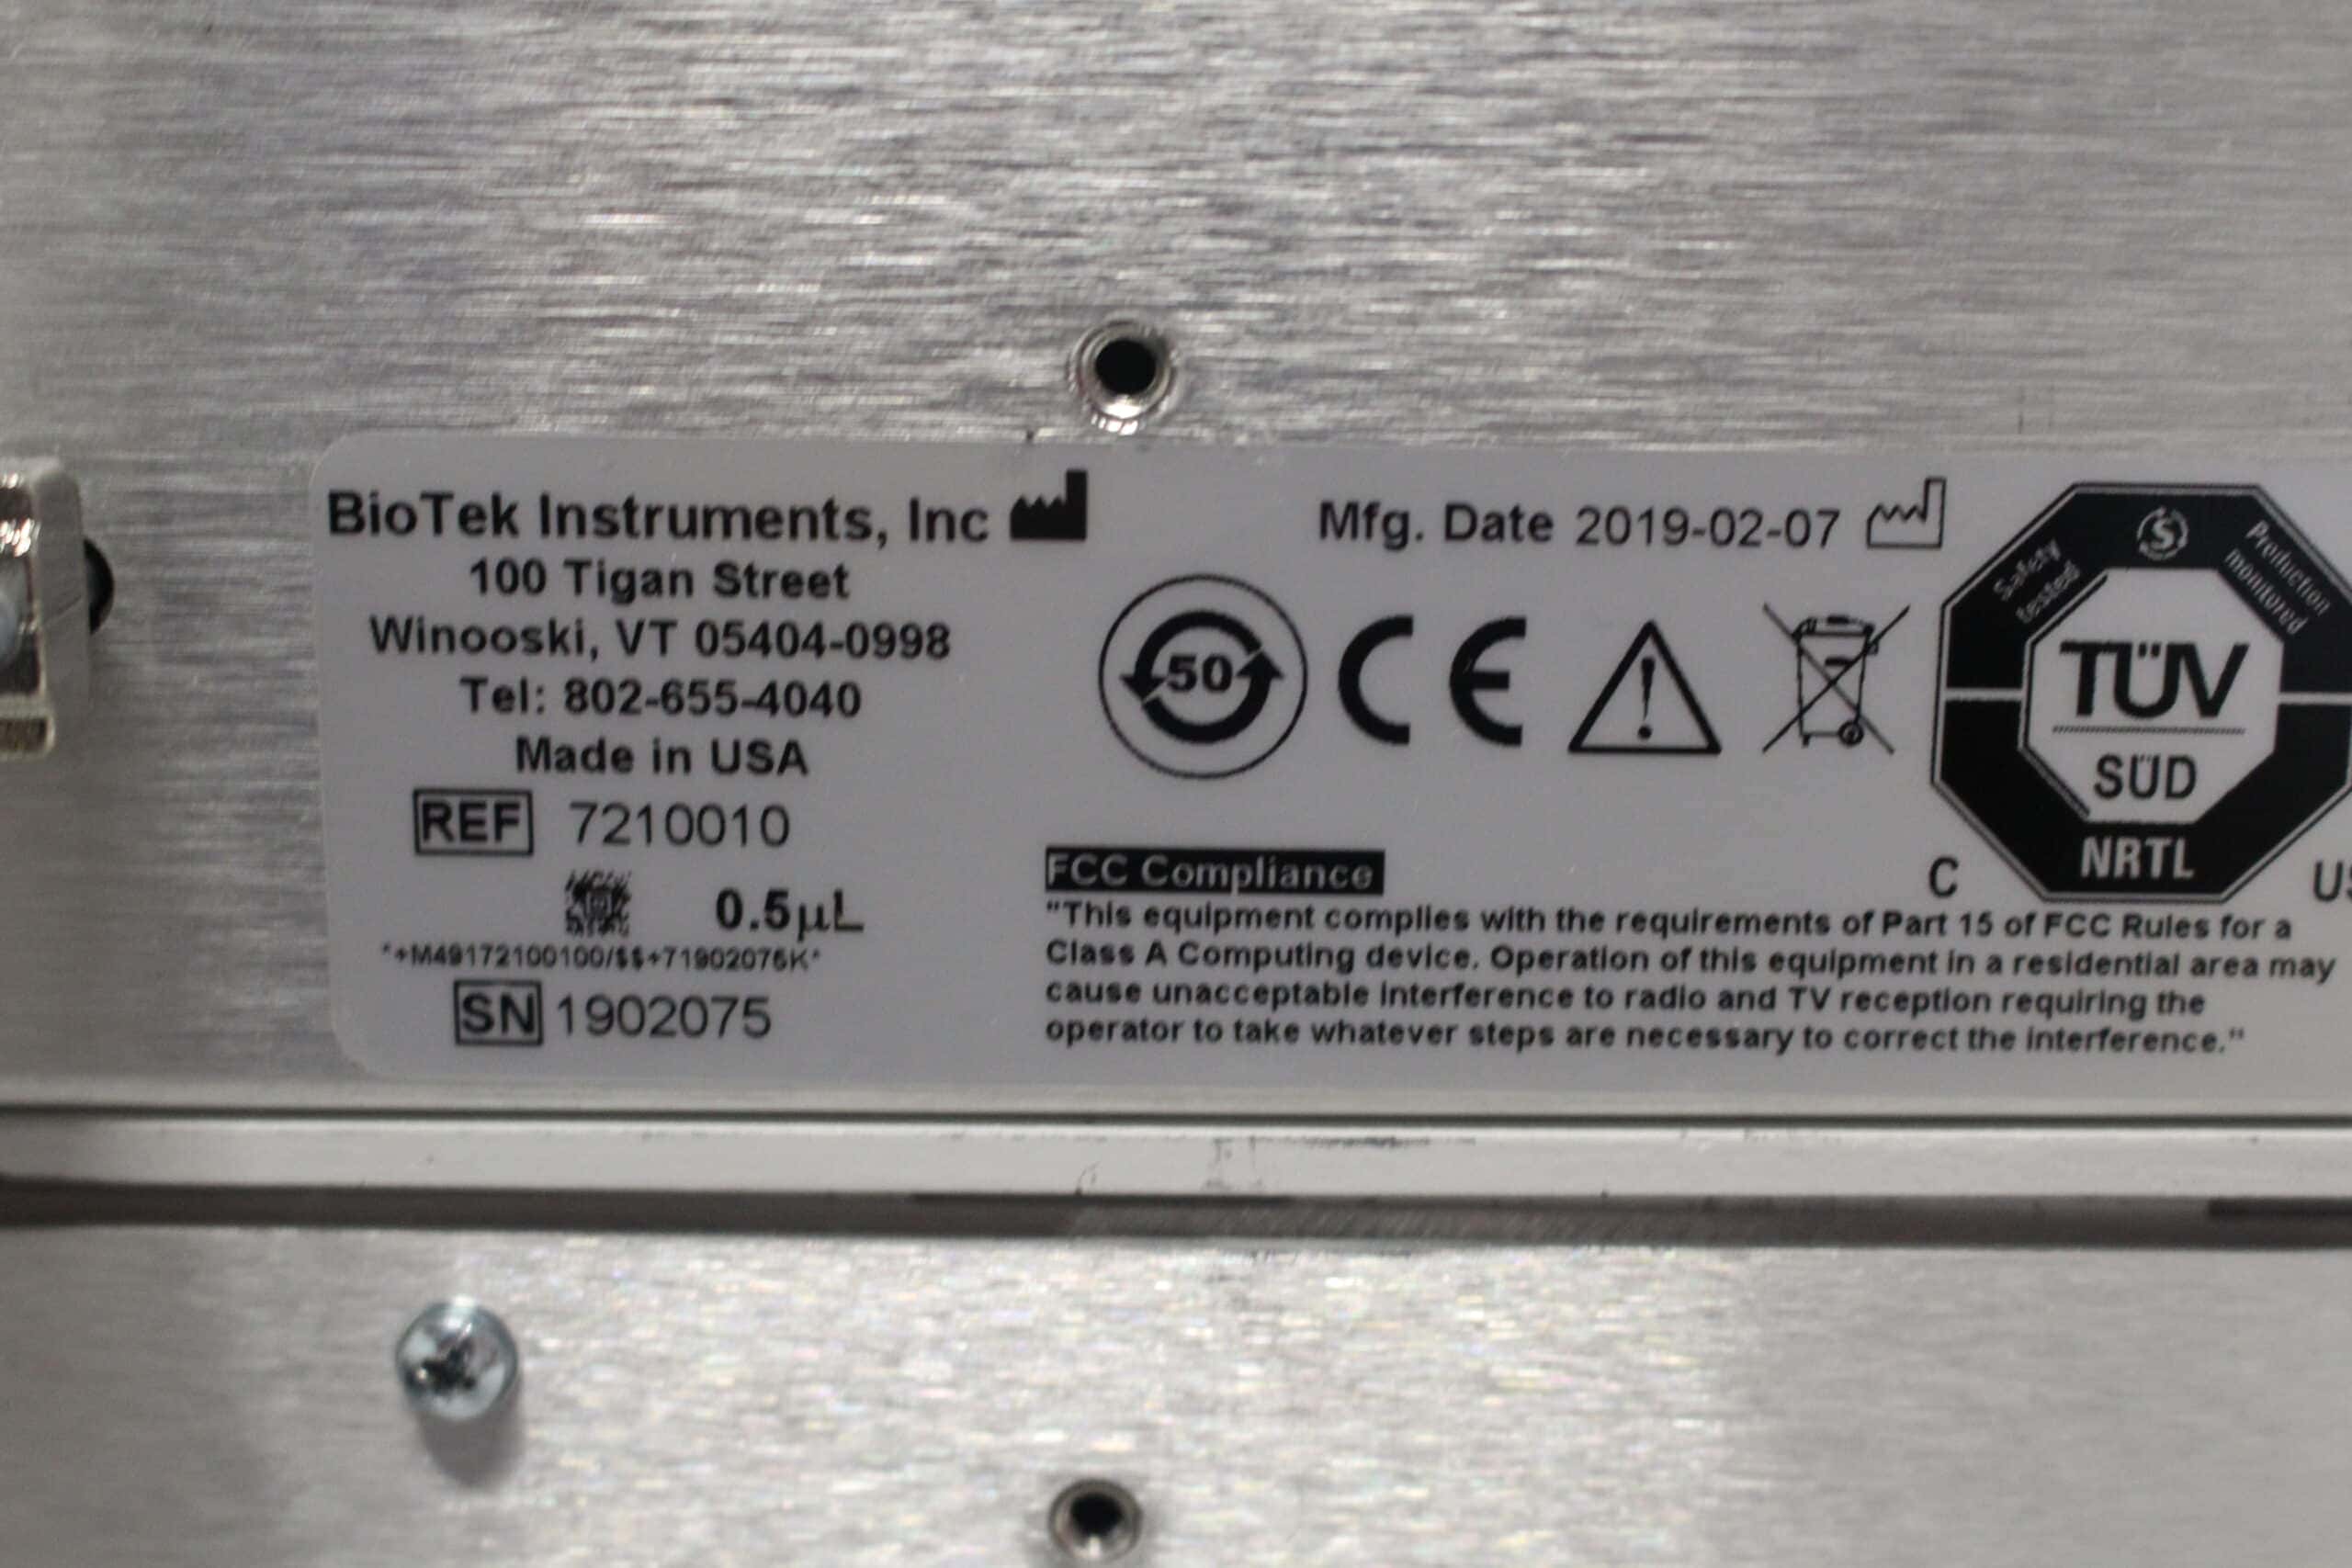 BioTek Instruments, Inc
100 Tigan Street
Winooski, VT 05404-0998
Tel: 802-655-4040
Made in USA
REF 7210010
0.5µL
*+M49172100100/$$+71902075K*
SN 1902075
Mfg. Date 2019-02-07
50
CE
Safety tested
S
Production monitored
TÜV
SÜD
NRTL
C
US
FCC Compliance
"This equipment complies with the requirements of Part 15 of FCC Rules for a
Class A Computing device. Operation of this equipment in a residential area may
cause unacceptable interference to radio and TV reception requiring the
operator to take whatever steps are necessary to correct the interference."